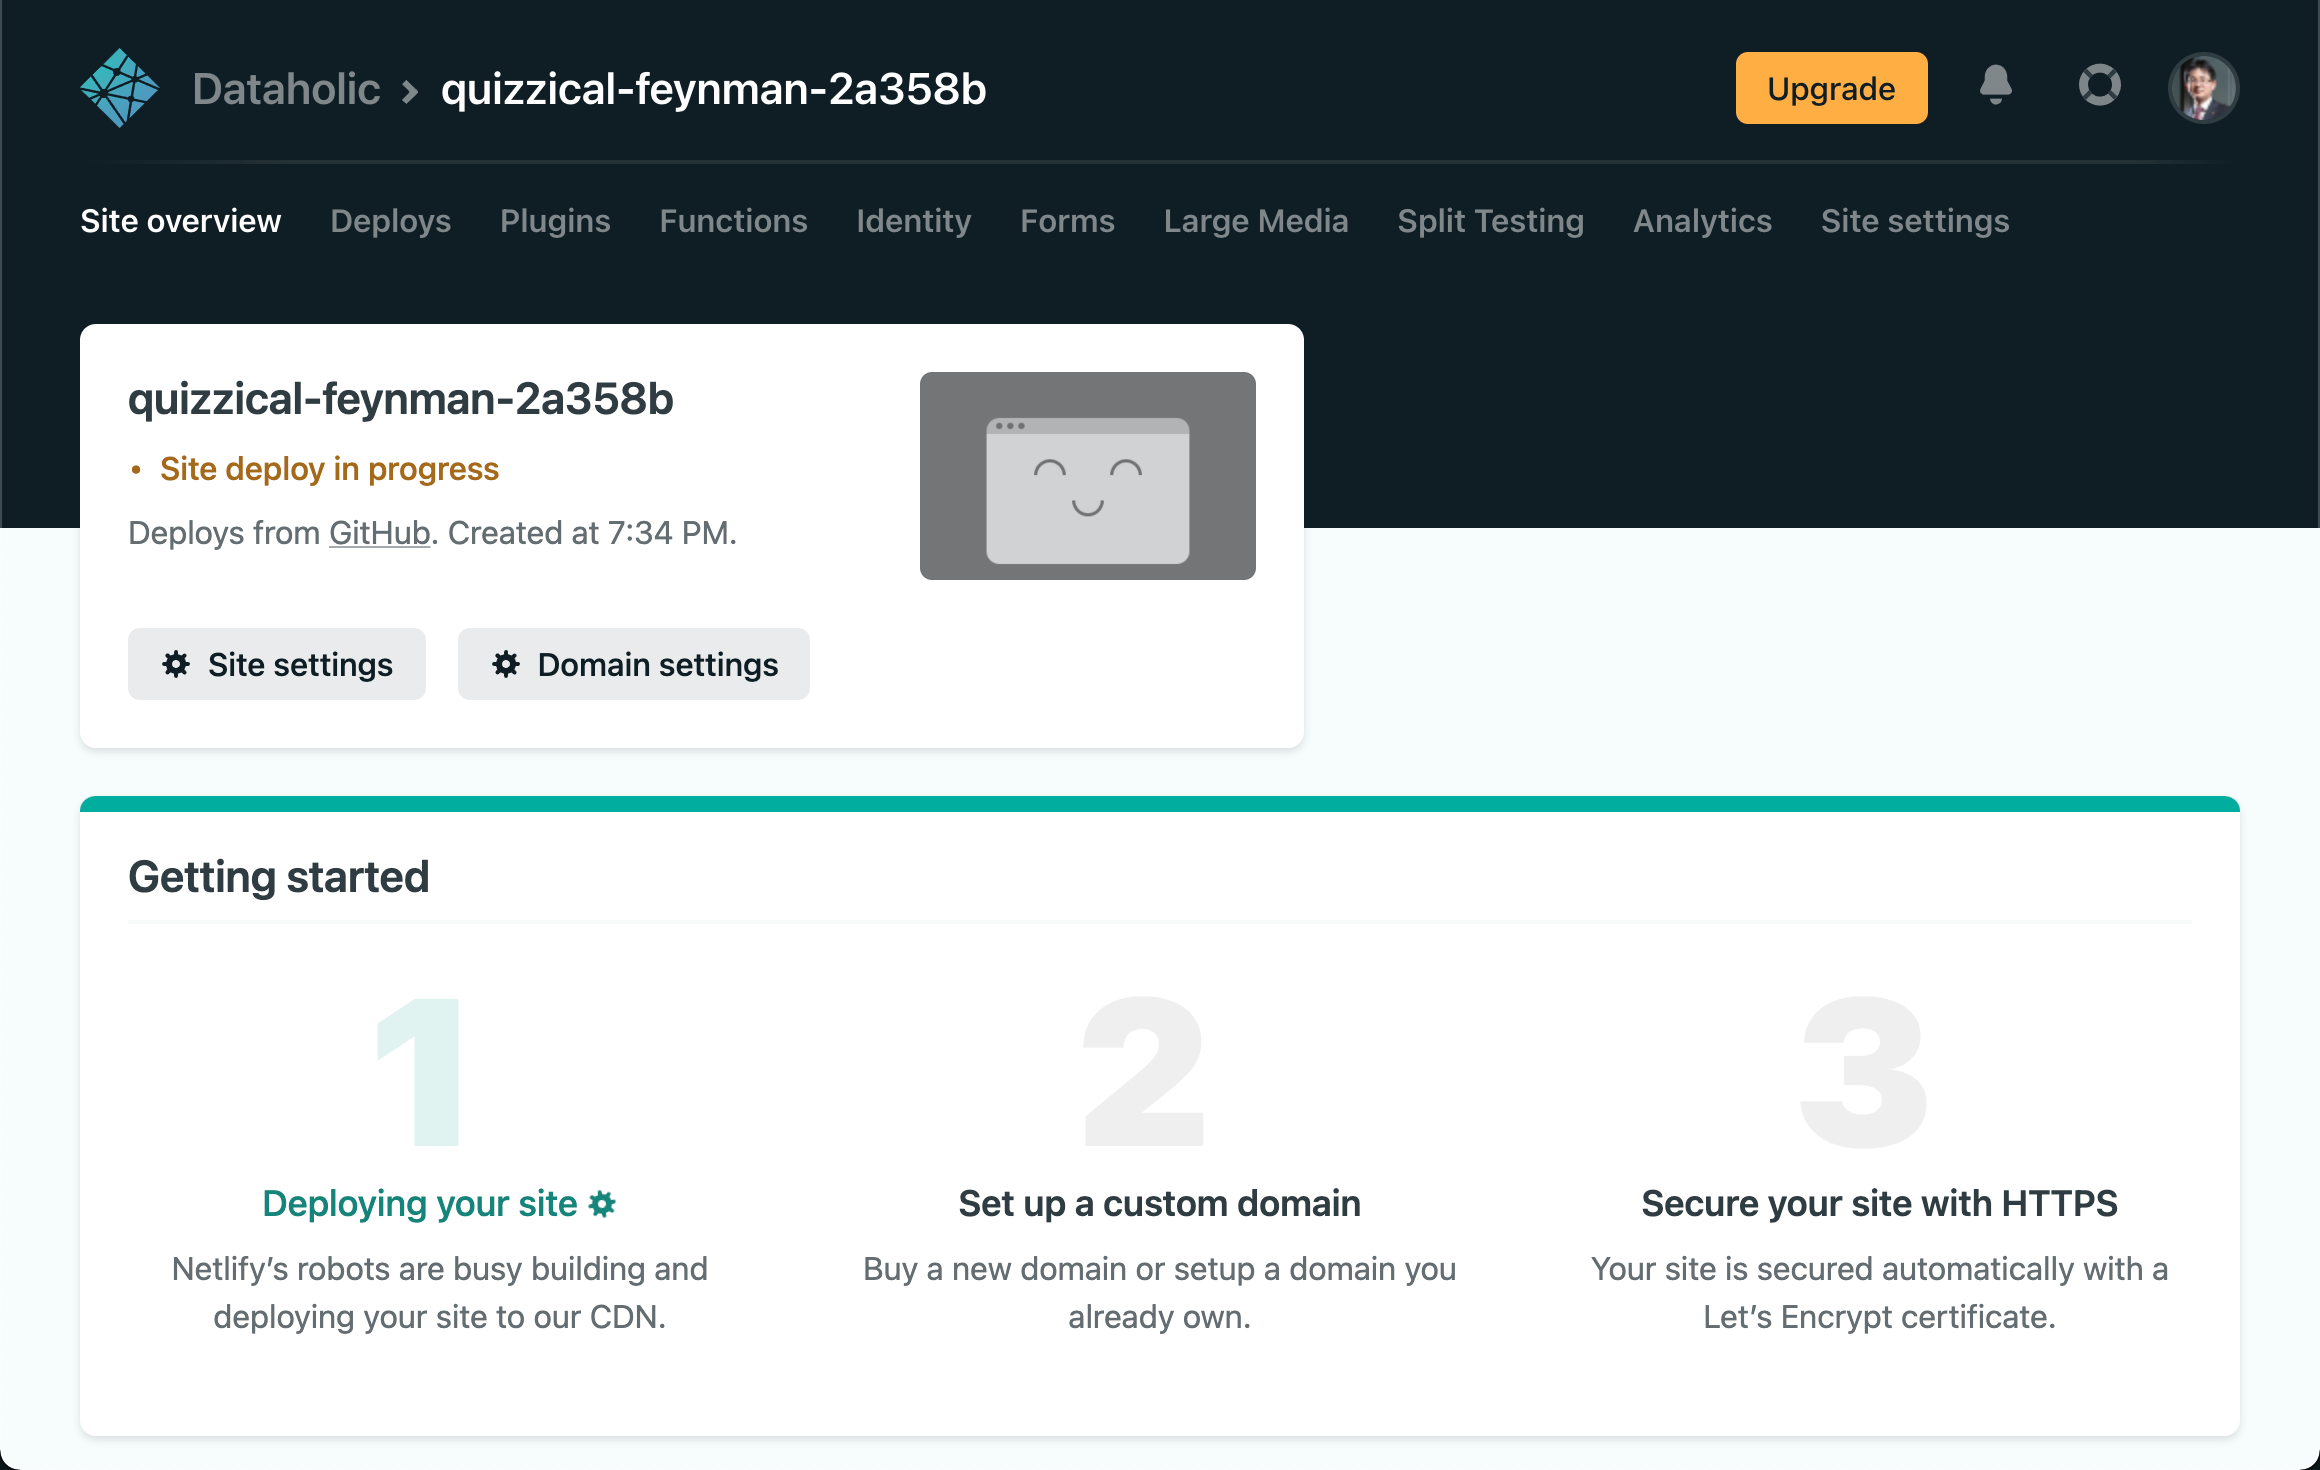 Dataholic > quizzical-feynman-2a358b
Upgrade
Site overview Deploys Plugins Functions Identity Forms Large Media Split Testing Analytics Site settings
quizzical-feynman-2a358b
• Site deploy in progress
Deploys from GitHub. Created at 7:34 PM.
Site settings
Domain settings
Getting started
1
Deploying your site
Netlify’s robots are busy building and
deploying your site to our CDN.
2
Set up a custom domain
Buy a new domain or setup a domain you
already own.
3
Secure your site with HTTPS
Your site is secured automatically with a
Let’s Encrypt certificate.